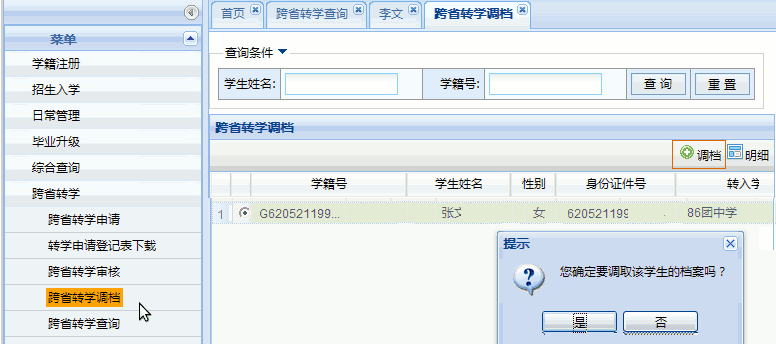 首页 跨省转学查询 李文 跨省转学调档
菜单
学籍注册
招生入学
日常管理
毕业升级
综合查询
跨省转学
跨省转学申请
转学申请登记表下载
跨省转学审核
跨省转学调档
跨省转学查询
查询条件
学生姓名: 学籍号: 查 询 重 置
跨省转学调档
调档 明细
学籍号 学生姓名 性别 身份证件号 转入学
1 G620521199... 张 女 620521199 86团中学
提示
您确定要调取该学生的档案吗？
是 否